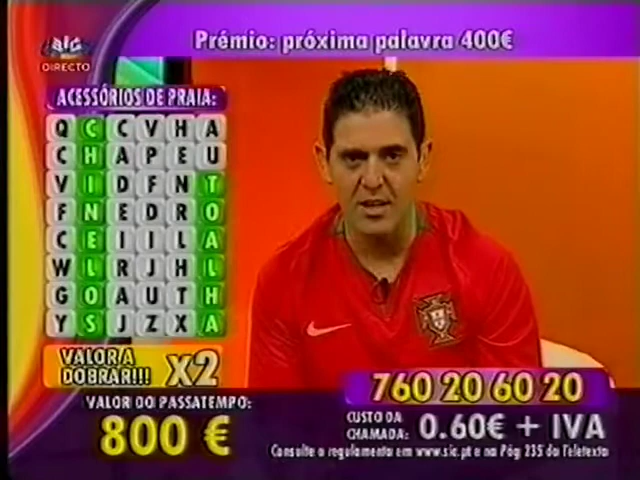 Prémio: próxima palavra 400€
sic
DIRECTO
ACESSÓRIOS DE PRAIA:
Q C C V H A
C H A P E U
V I D F N T
F N E D R O
C E I I L A
W L R J H L
G O A U T H
Y S J Z X A
VALOR A
DOBRAR!!! X2
VALOR DO PASSATEMPO:
800 €
760 20 60 20
CUSTO DA
CHAMADA: 0.60€ + IVA
Consulte o regulamento em www.sic.pt e na Pág 235 do Teletexto